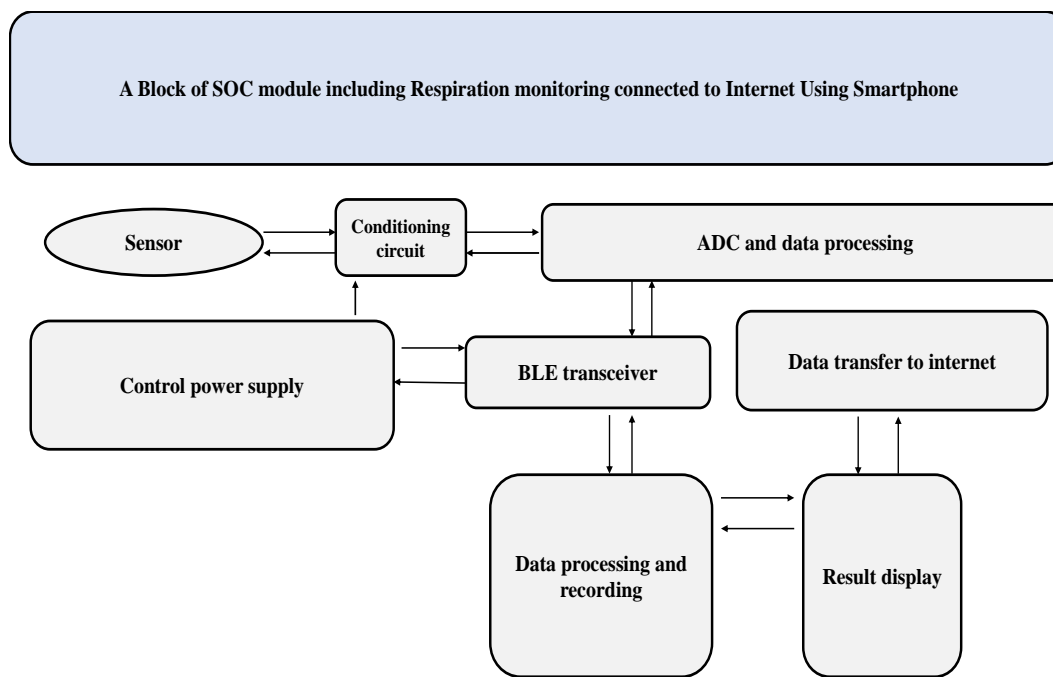 A Block of SOC module including Respiration monitoring connected to Internet Using Smartphone
Sensor
Conditioning
circuit
ADC and data processing
Control power supply
BLE transceiver
Data transfer to internet
Data processing and
recording
Result display